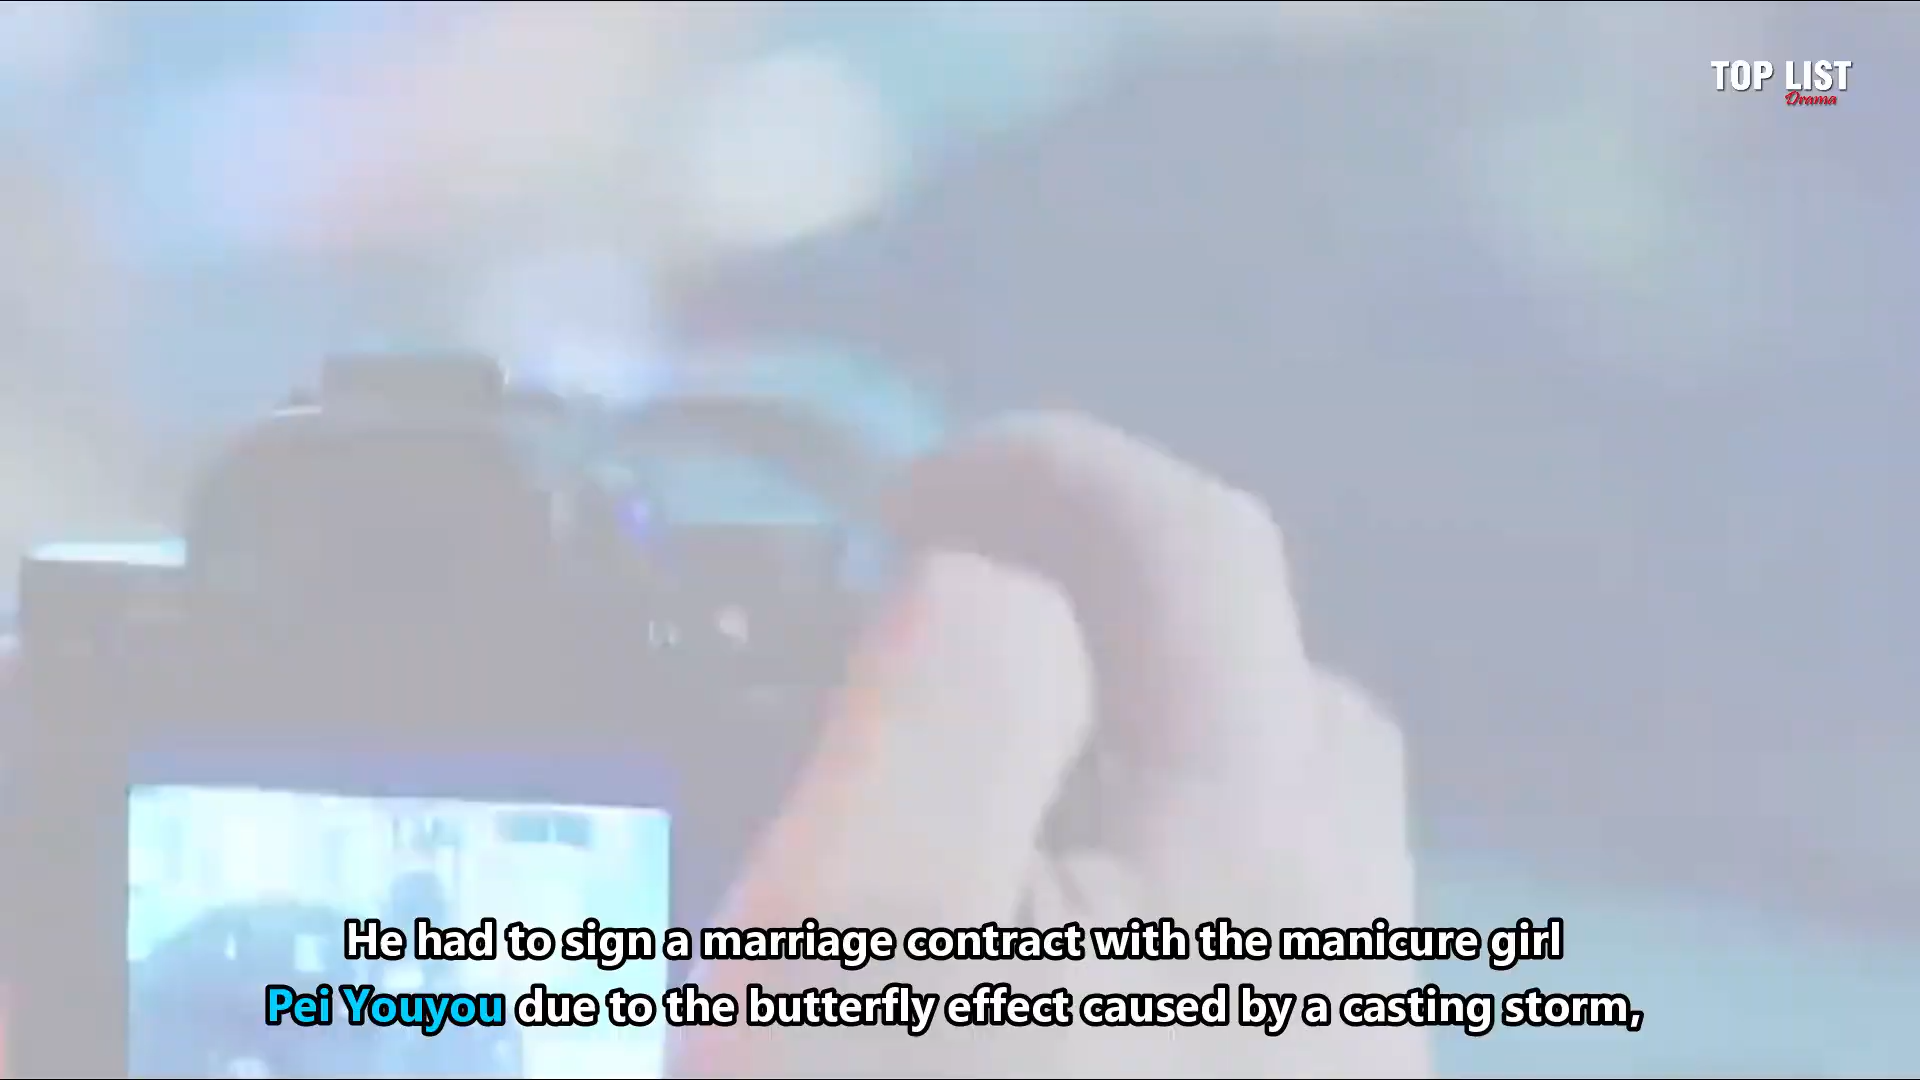 TOP LIST
Drama
He had to sign a marriage contract with the manicure girl
Pei Youyou due to the butterfly effect caused by a casting storm,